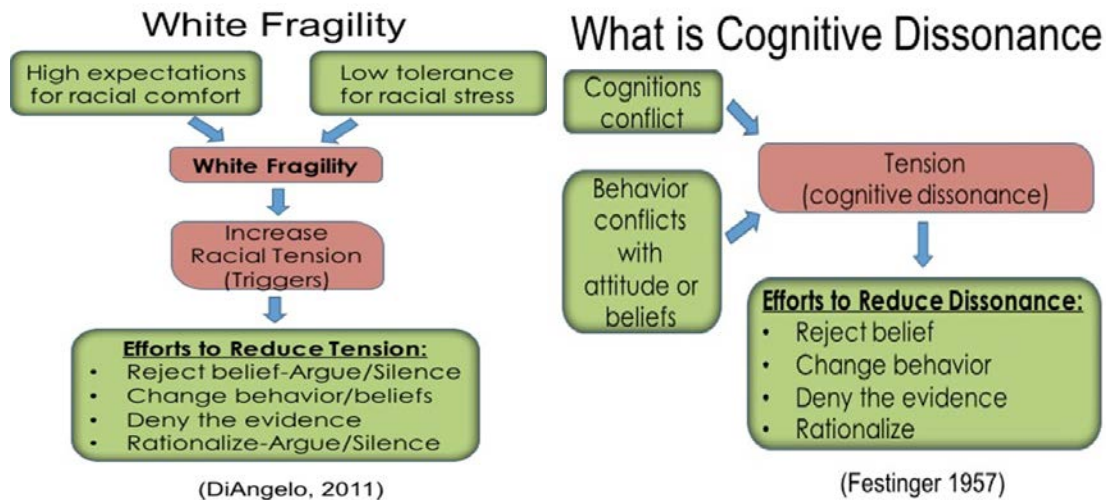 White Fragility
High expectations
for racial comfort
Low tolerance
for racial stress
White Fragility
Increase
Racial Tension
(Triggers)
Efforts to Reduce Tension:
• Reject belief-Argue/Silence
• Change behavior/beliefs
• Deny the evidence
• Rationalize-Argue/Silence
(DiAngelo, 2011)
What is Cognitive Dissonance
Cognitions
conflict
Behavior
conflicts
with
attitude or
beliefs
Tension
(cognitive dissonance)
Efforts to Reduce Dissonance:
• Reject belief
• Change behavior
• Deny the evidence
• Rationalize
(Festinger 1957)